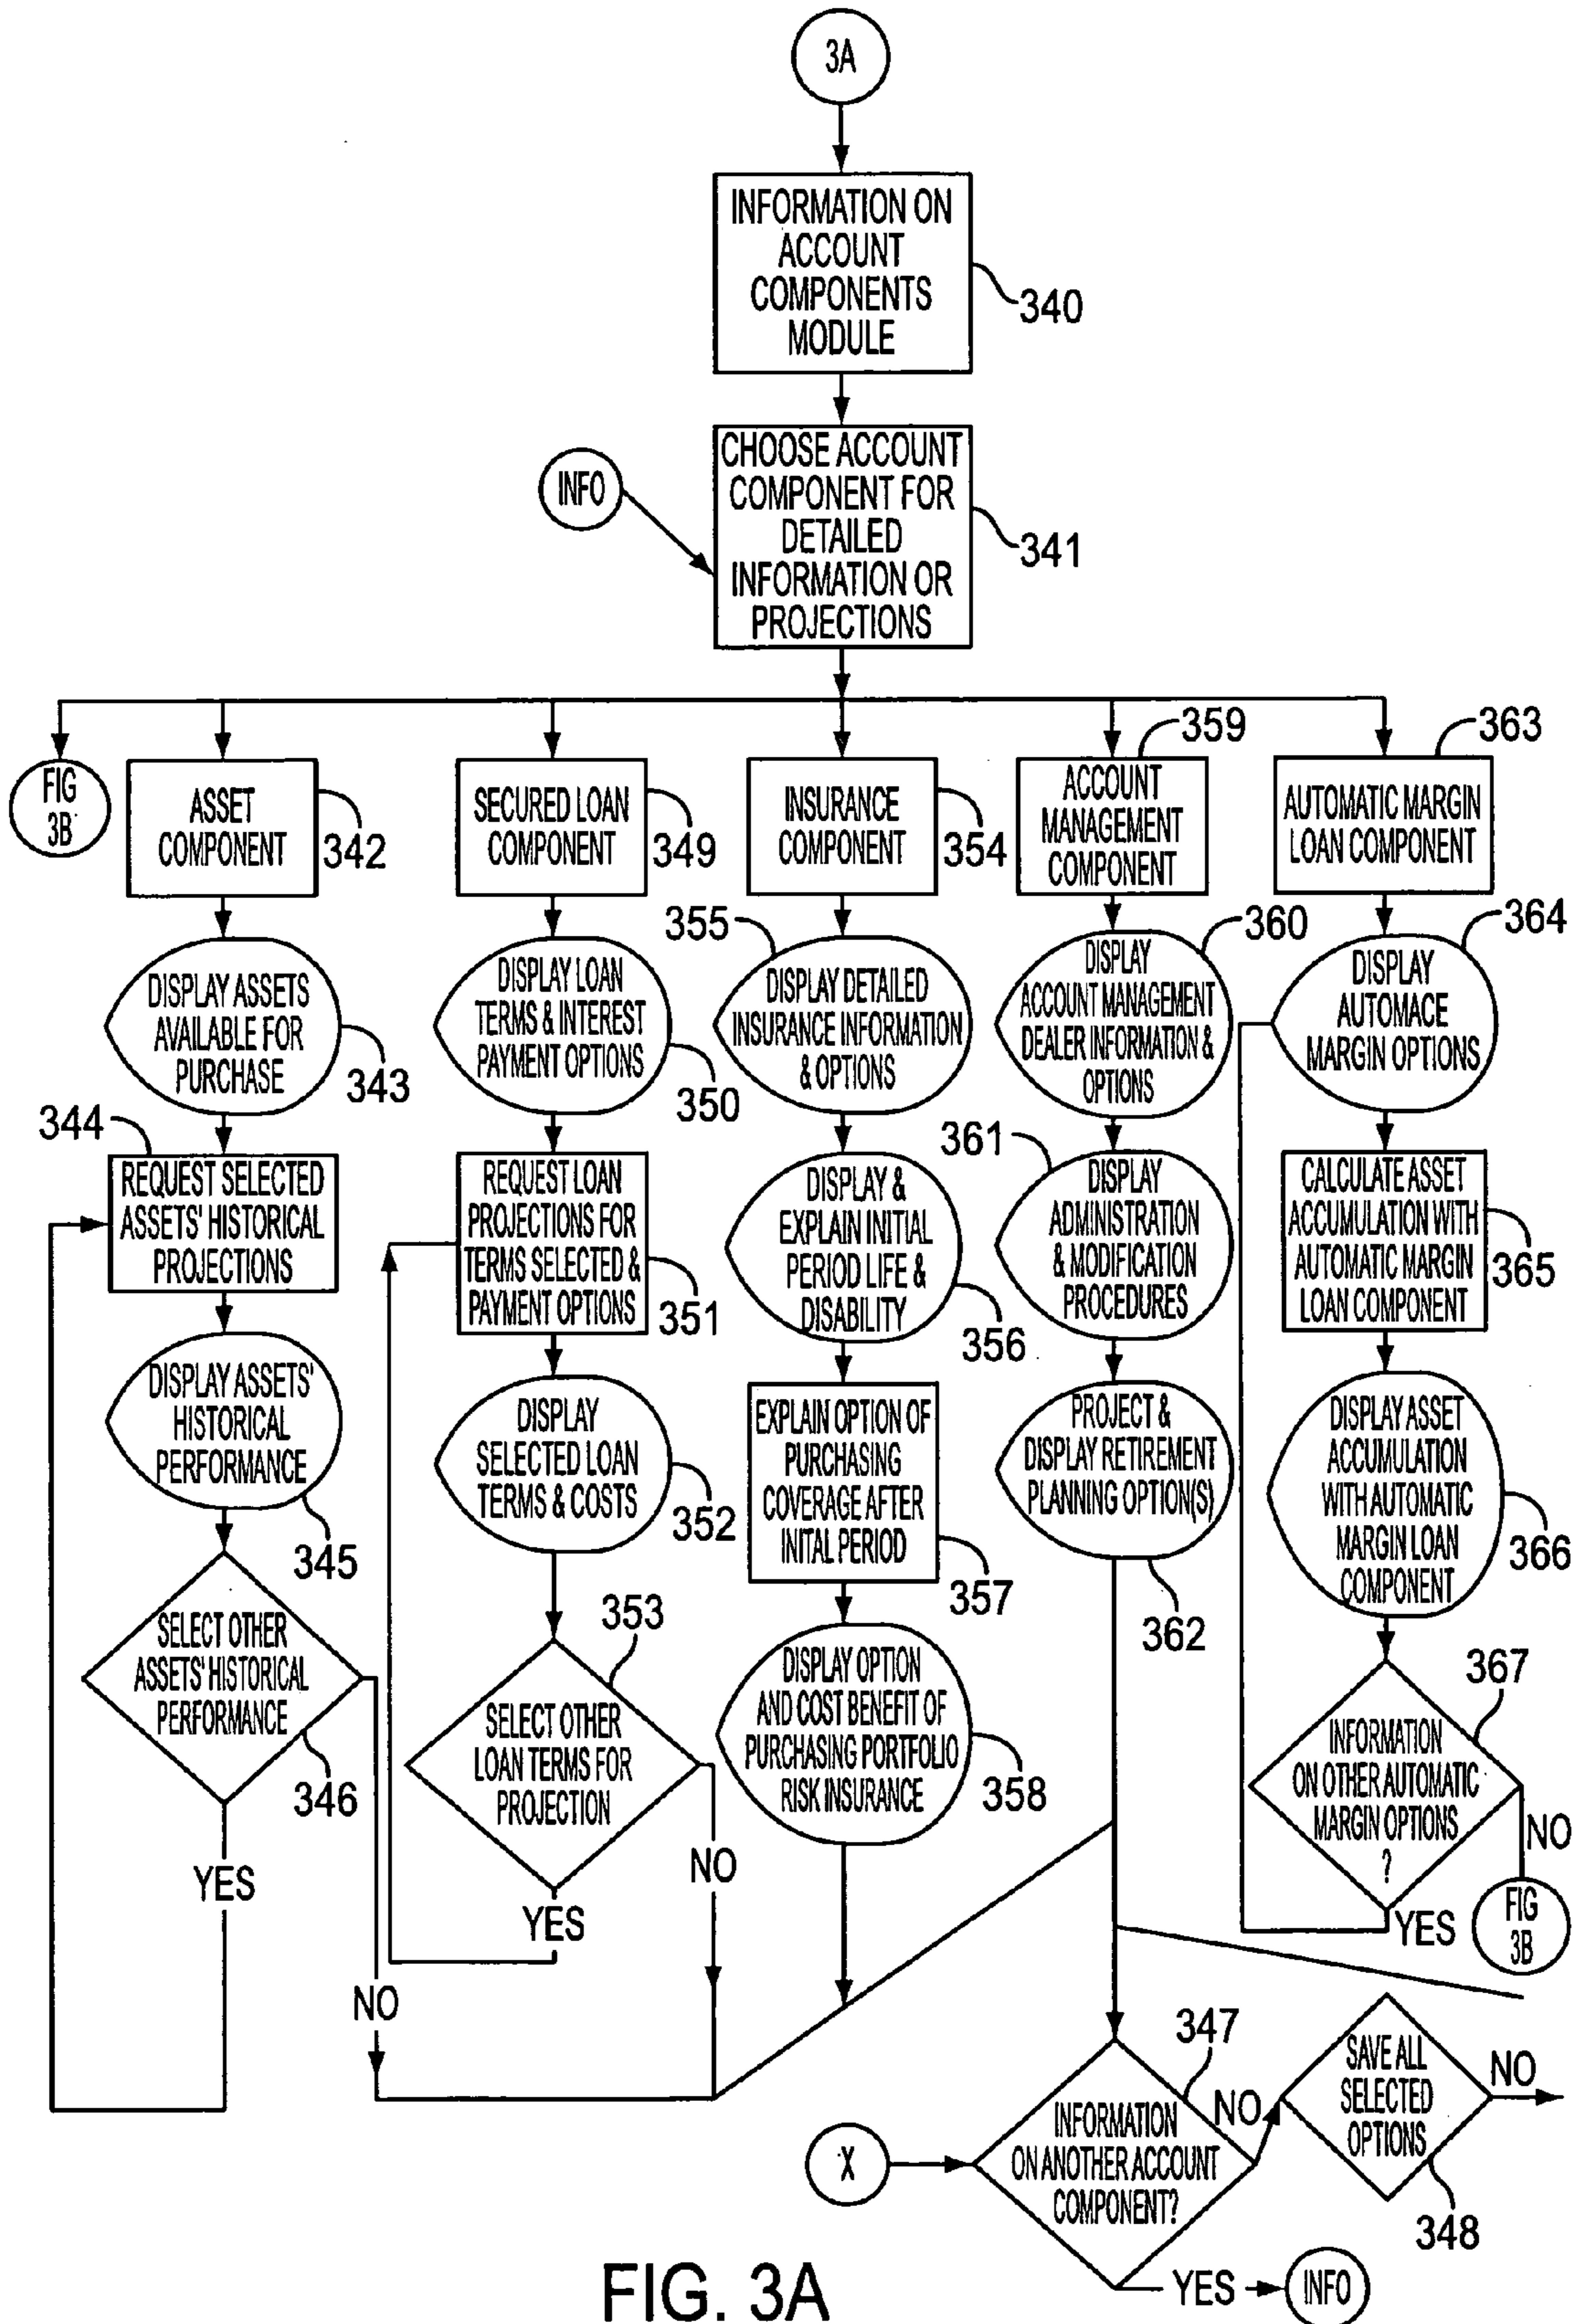 3A
INFORMATION ON
ACCOUNT
COMPONENTS
MODULE
340
INFO
CHOOSE ACCOUNT
COMPONENT FOR
DETAILED
INFORMATION OR
PROJECTIONS
341
FIG
3B
ASSET
COMPONENT
342
SECURED LOAN
COMPONENT
349
INSURANCE
COMPONENT
354
359
ACCOUNT
MANAGEMENT
COMPONENT
363
AUTOMATIC MARGIN
LOAN COMPONENT
DISPLAY ASSETS
AVAILABLE FOR
PURCHASE
343
DISPLAY LOAN
TERMS & INTEREST
PAYMENT OPTIONS
350
355
DISPLAY DETAILED
INSURANCE INFORMATION
& OPTIONS
360
DISPLAY
ACCOUNT MANAGEMENT
DEALER INFORMATION &
OPTIONS
364
DISPLAY
AUTOMACE
MARGIN OPTIONS
344
REQUEST SELECTED
ASSETS' HISTORICAL
PROJECTIONS
REQUEST LOAN
PROJECTIONS FOR
TERMS SELECTED &
PAYMENT OPTIONS
351
DISPLAY &
EXPLAIN INITIAL
PERIOD LIFE &
DISABILITY
356
361
DISPLAY
ADMINISTRATION
& MODIFICATION
PROCEDURES
CALCULATE ASSET
ACCUMULATION WITH
AUTOMATIC MARGIN
LOAN COMPONENT
365
DISPLAY ASSETS'
HISTORICAL
PERFORMANCE
345
DISPLAY
SELECTED LOAN
TERMS & COSTS
352
EXPLAIN OPTION OF
PURCHASING
COVERAGE AFTER
INITAL PERIOD
357
PROJECT &
DISPLAY RETIREMENT
PLANNING OPTION(S)
362
DISPLAY ASSET
ACCUMULATION
WITH AUTOMATIC
MARGIN LOAN
COMPONENT
366
SELECT OTHER
ASSETS' HISTORICAL
PERFORMANCE
346
YES
NO
353
SELECT OTHER
LOAN TERMS FOR
PROJECTION
YES
NO
DISPLAY OPTION
AND COST BENEFIT OF
PURCHASING PORTFOLIO
RISK INSURANCE
358
367
INFORMATION
ON OTHER AUTOMATIC
MARGIN OPTIONS
?
NO
YES
FIG
3B
X
347
INFORMATION
ON ANOTHER ACCOUNT
COMPONENT?
NO
SAVE ALL
SELECTED
OPTIONS
NO
348
YES
INFO
FIG. 3A